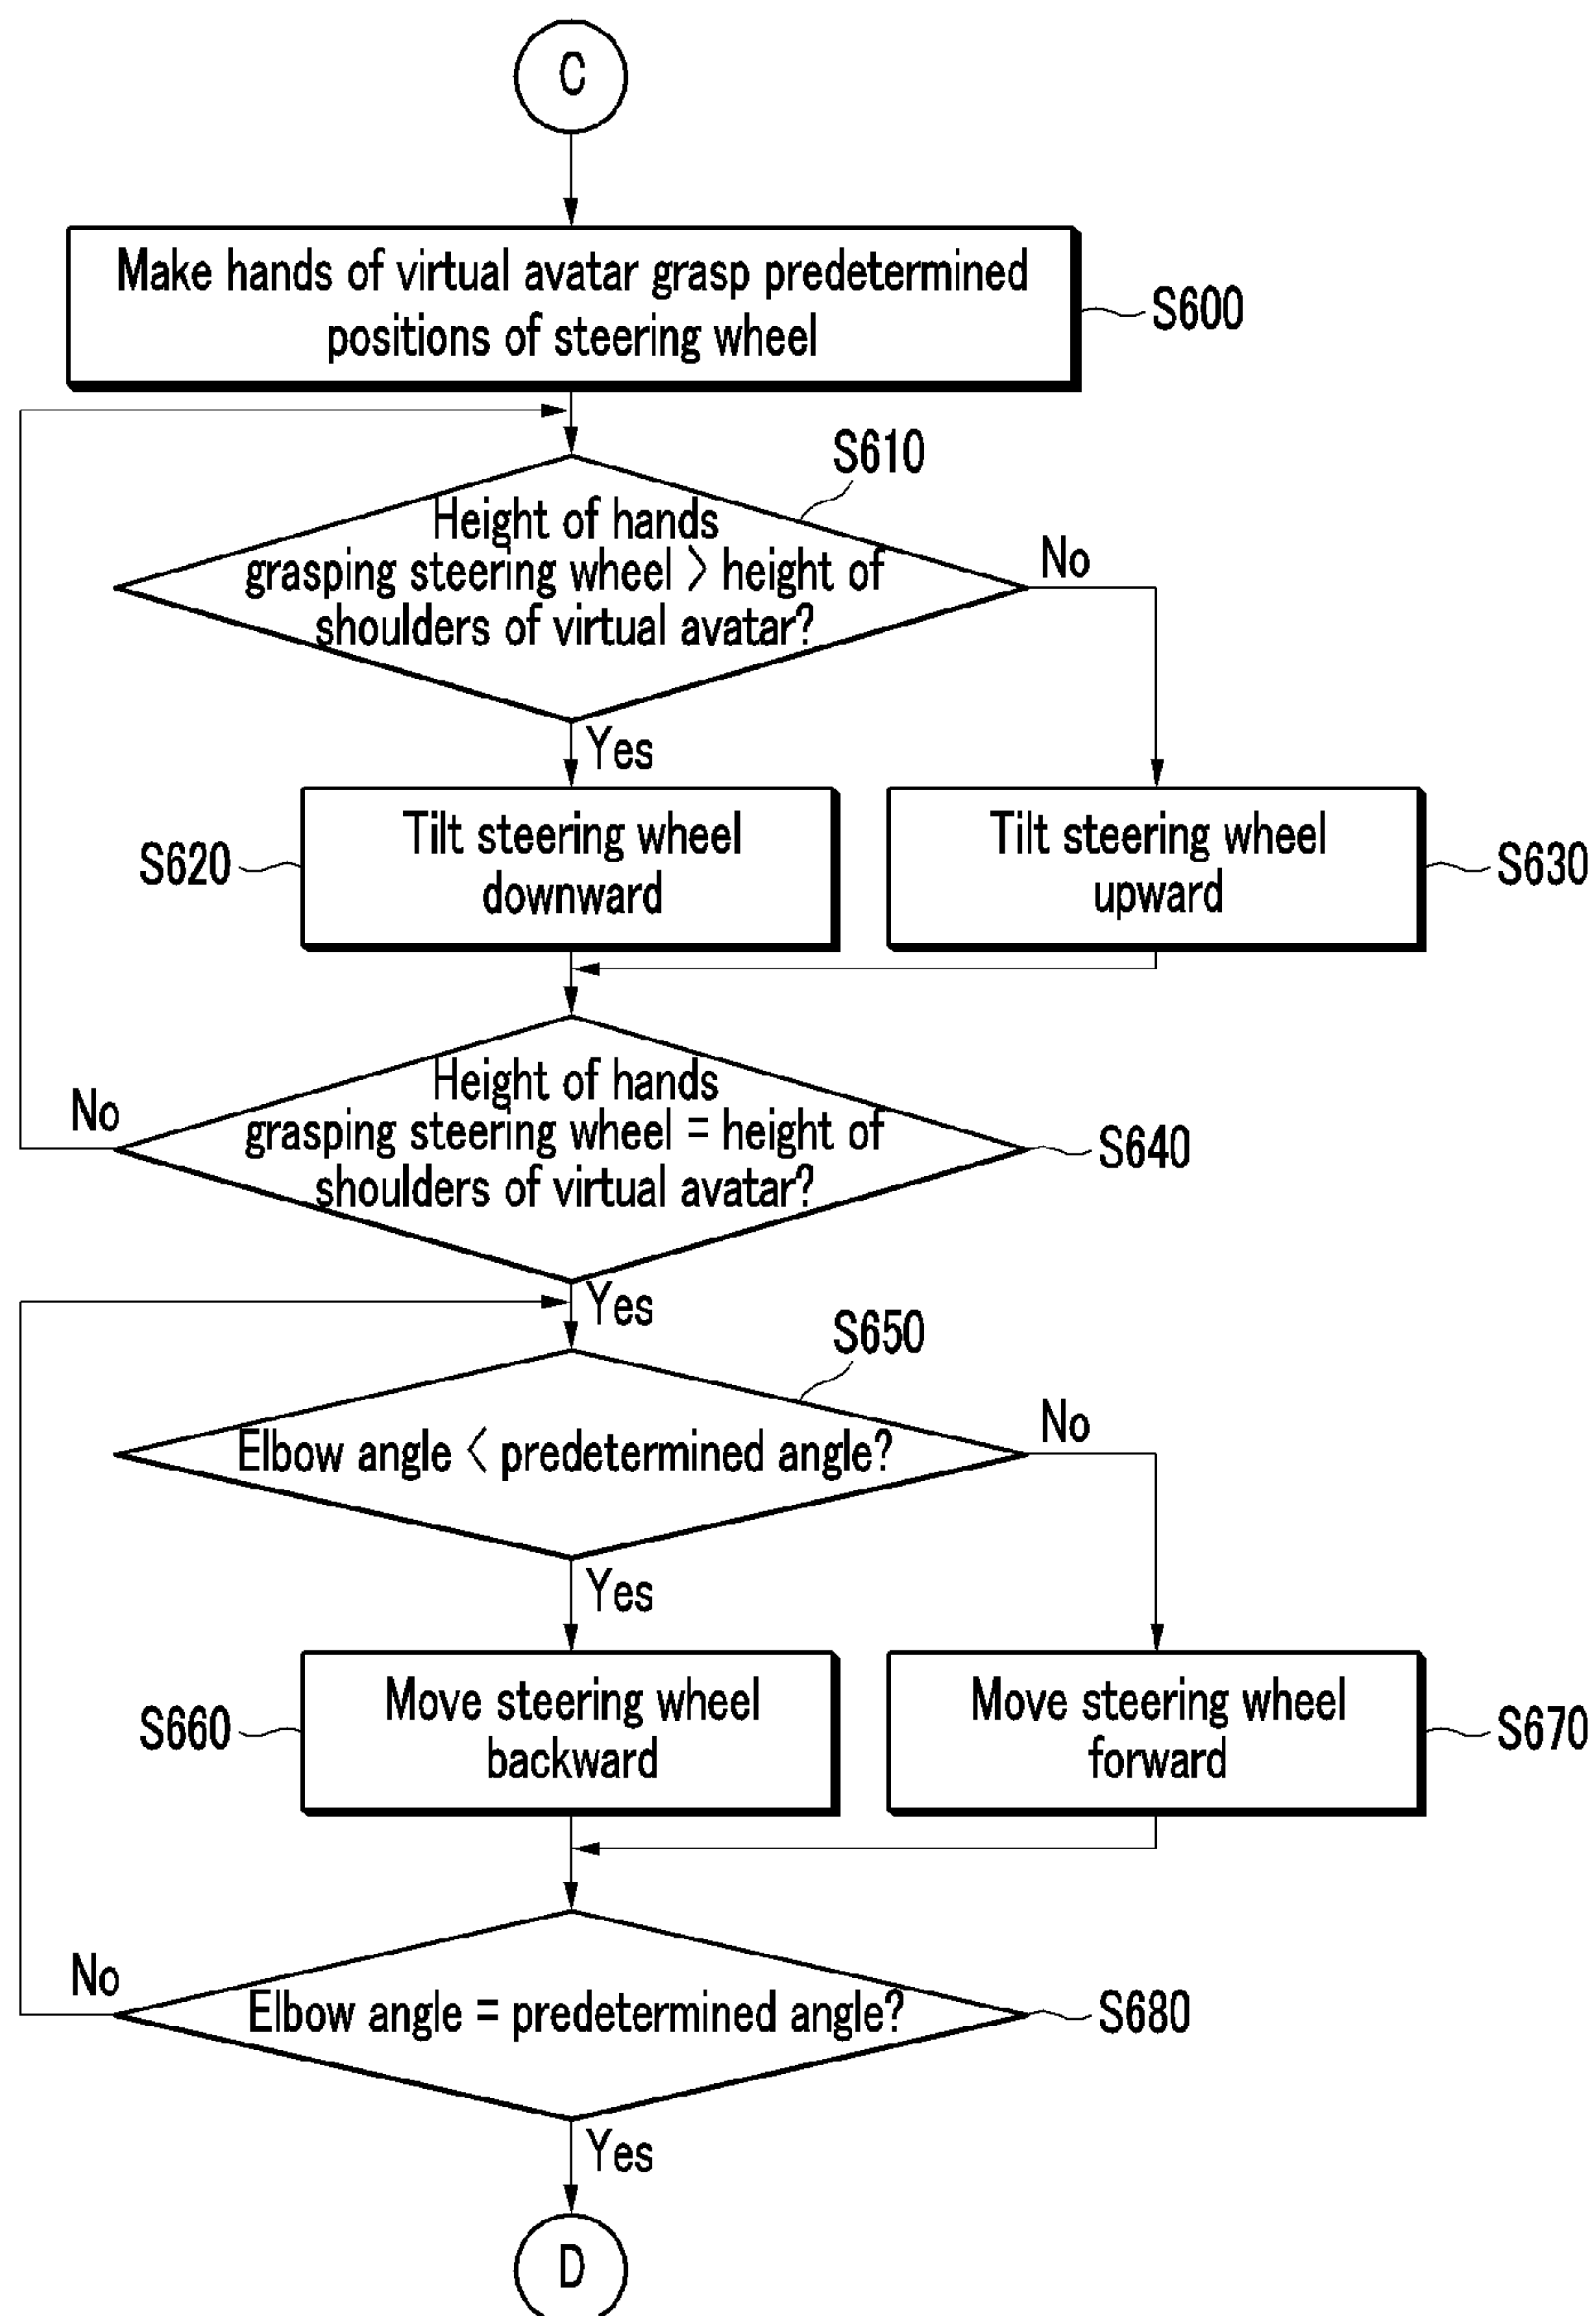 C
Make hands of virtual avatar grasp predetermined
positions of steering wheel
S600
S610
Height of hands
grasping steering wheel > height of
shoulders of virtual avatar?
No
Yes
Tilt steering wheel
downward
S620
Tilt steering wheel
upward
S630
Height of hands
grasping steering wheel = height of
shoulders of virtual avatar?
No
S640
Yes
S650
Elbow angle < predetermined angle?
No
Yes
Move steering wheel
backward
S660
Move steering wheel
forward
S670
No
Elbow angle = predetermined angle?
S680
Yes
D